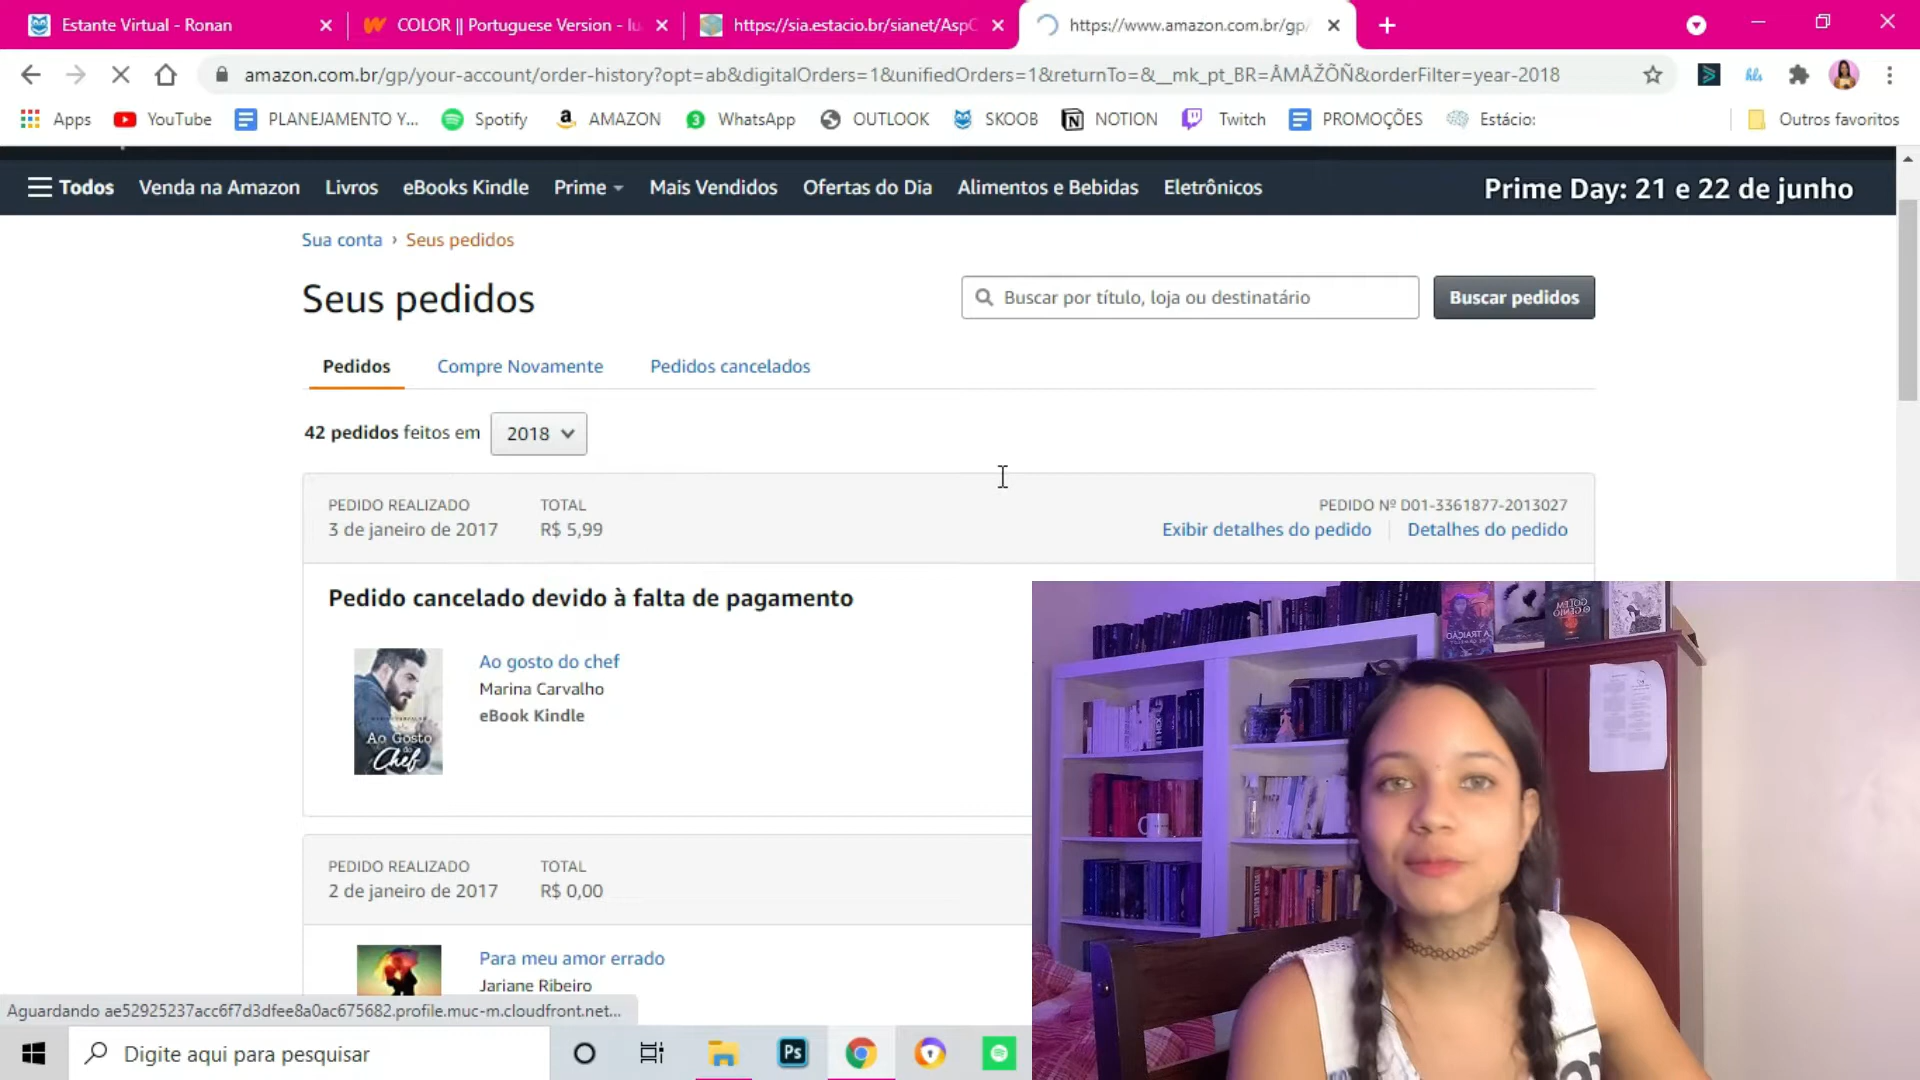 Estante Virtual - Ronan
COLOR || Portuguese Version - lu
https://sia.estacio.br/sianet/AspC
https://www.amazon.com.br/gp/
amazon.com.br/gp/your-account/order-history?opt=ab&digitalOrders=1&unifiedOrders=1&returnTo=&__mk_pt_BR=ÅMÅŽÕÑ&orderFilter=year-2018
Apps
YouTube
PLANEJAMENTO Y...
Spotify
AMAZON
WhatsApp
OUTLOOK
SKOOB
NOTION
Twitch
PROMOÇÕES
Estácio:
Outros favoritos
Todos
Venda na Amazon
Livros
eBooks Kindle
Prime
Mais Vendidos
Ofertas do Dia
Alimentos e Bebidas
Eletrônicos
Prime Day: 21 e 22 de junho
Sua conta › Seus pedidos
Seus pedidos
Buscar por título, loja ou destinatário
Buscar pedidos
Pedidos
Compre Novamente
Pedidos cancelados
42 pedidos feitos em 2018
PEDIDO REALIZADO
3 de janeiro de 2017
TOTAL
R$ 5,99
PEDIDO Nº D01-3361877-2013027
Exibir detalhes do pedido
Detalhes do pedido
Pedido cancelado devido à falta de pagamento
Ao Gosto
do
Chef
Ao gosto do chef
Marina Carvalho
eBook Kindle
PEDIDO REALIZADO
2 de janeiro de 2017
TOTAL
R$ 0,00
Para meu amor errado
Jariane Ribeiro
Aguardando ae52925237acc6f7d3dfee8a0ac675682.profile.muc-m.cloudfront.net...
Digite aqui para pesquisar
Ps